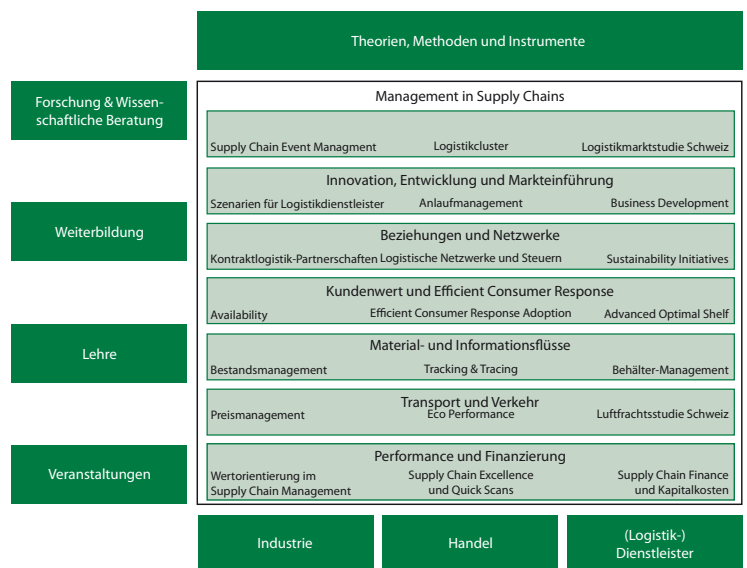 Theorien, Methoden und Instrumente
Forschung & Wissen-
schaftliche Beratung
Weiterbildung
Lehre
Veranstaltungen
Management in Supply Chains
Supply Chain Event Managment
Logistikcluster
Logistikmarktstudie Schweiz
Innovation, Entwicklung und Markteinführung
Szenarien für Logistikdienstleister
Anlaufmanagement
Business Development
Beziehungen und Netzwerke
Kontraktlogistik-Partnerschaften
Logistische Netzwerke und Steuern
Sustainability Initiatives
Kundenwert und Efficient Consumer Response
Availability
Efficient Consumer Response Adoption
Advanced Optimal Shelf
Material- und Informationsflüsse
Bestandsmanagement
Tracking & Tracing
Behälter-Management
Transport und Verkehr
Preismanagement
Eco Performance
Luftfrachtsstudie Schweiz
Performance und Finanzierung
Wertorientierung im
Supply Chain Management
Supply Chain Excellence
und Quick Scans
Supply Chain Finance
und Kapitalkosten
Industrie
Handel
(Logistik-)
Dienstleister